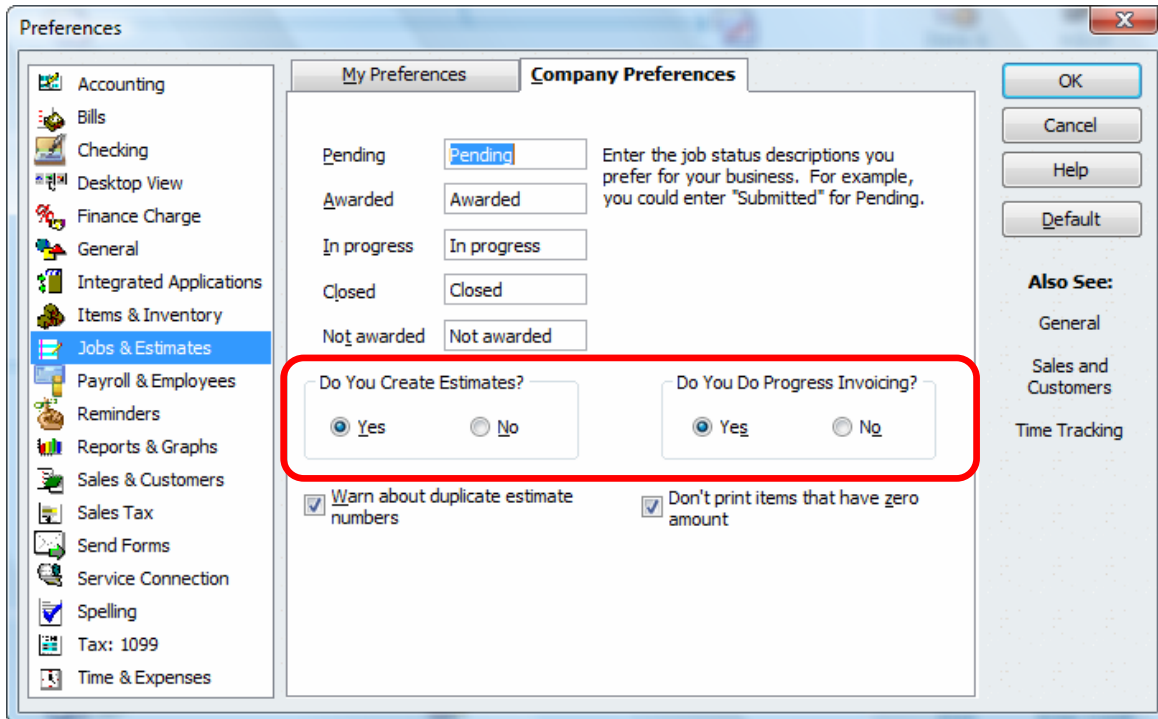 Preferences
Accounting
Bills
Checking
Desktop View
Finance Charge
General
Integrated Applications
Items & Inventory
Jobs & Estimates
Payroll & Employees
Reminders
Reports & Graphs
Sales & Customers
Sales Tax
Send Forms
Service Connection
Spelling
Tax: 1099
Time & Expenses
My Preferences
Company Preferences
Pending Pending
Awarded Awarded
In progress In progress
Closed Closed
Not awarded Not awarded
Enter the job status descriptions you
prefer for your business. For example,
you could enter "Submitted" for Pending.
Do You Create Estimates?
Yes No
Do You Do Progress Invoicing?
Yes No
Warn about duplicate estimate
numbers
Don't print items that have zero
amount
OK
Cancel
Help
Default
Also See:
General
Sales and
Customers
Time Tracking